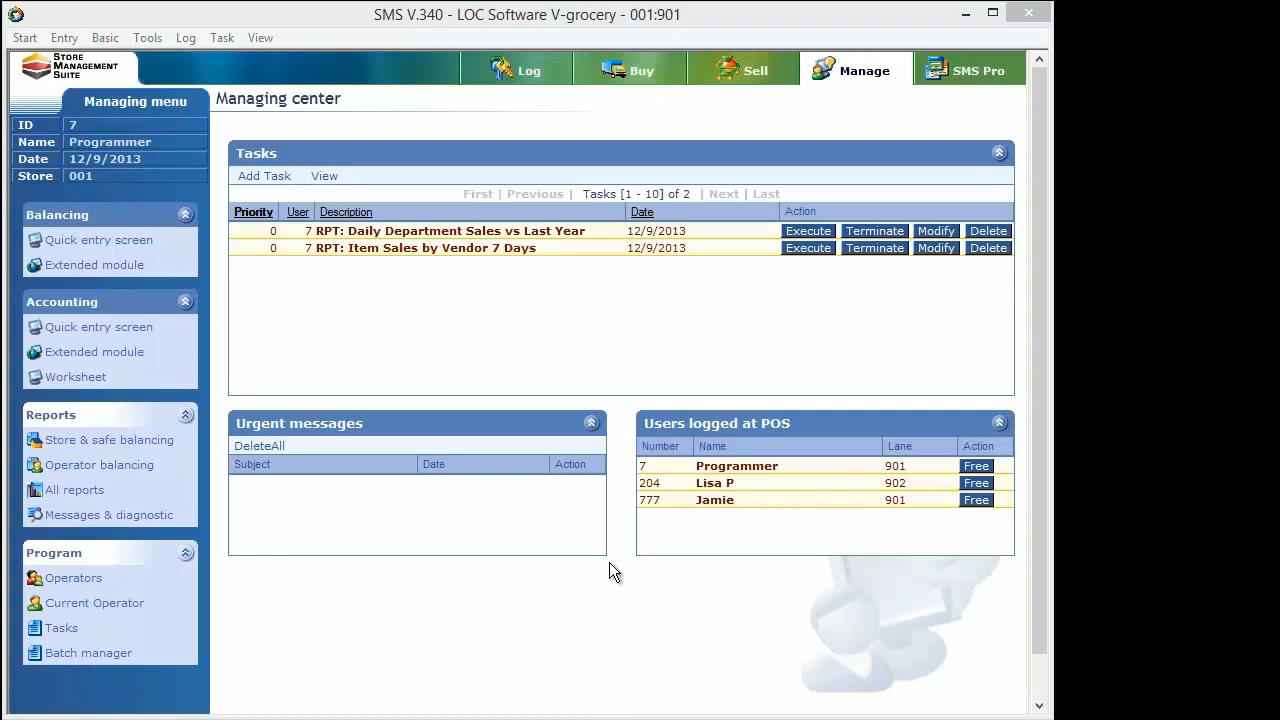 SMS V.340 - LOC Software V-grocery - 001:901
Start Entry Basic Tools Log Task View
STORE MANAGEMENT SUITE
Log Buy Sell Manage SMS Pro
Managing menu
Managing center
ID 7
Name Programmer
Date 12/9/2013
Store 001
Balancing
Quick entry screen
Extended module
Accounting
Quick entry screen
Extended module
Worksheet
Reports
Store & safe balancing
Operator balancing
All reports
Messages & diagnostic
Program
Operators
Current Operator
Tasks
Batch manager
Tasks
Add Task View
First | Previous | Tasks [1 - 10] of 2 | Next | Last
Priority User Description Date Action
0 7 RPT: Daily Department Sales vs Last Year 12/9/2013 Execute Terminate Modify Delete
0 7 RPT: Item Sales by Vendor 7 Days 12/9/2013 Execute Terminate Modify Delete
Urgent messages
DeleteAll
Subject Date Action
Users logged at POS
Number Name Lane Action
7 Programmer 901 Free
204 Lisa P 902 Free
777 Jamie 901 Free